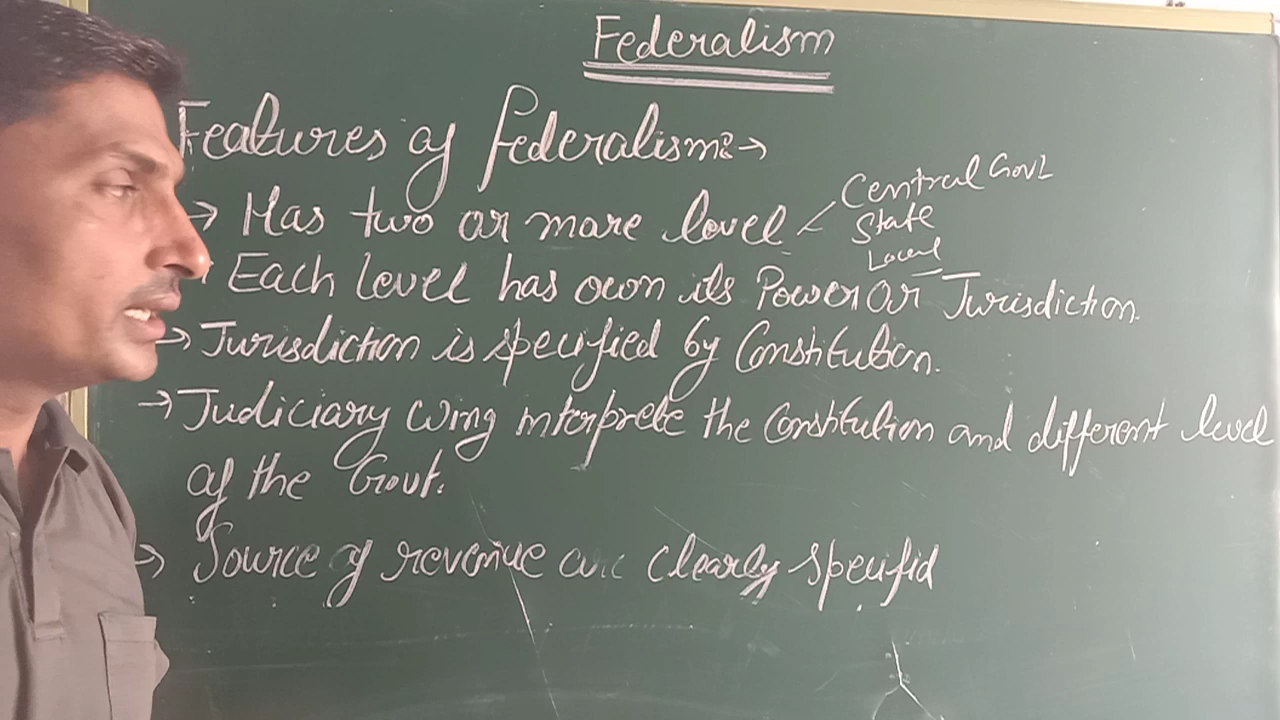 Federalism
Features of federalism:→
→ Has two or more level < Central Govt
State
Local
Each level has own its Power or Jurisdiction.
→ Jurisdiction is specified by Constitution.
→ Judiciary wing interprete the Constitution and different level
of the Govt.
→ Source of revenue are clearly specifid